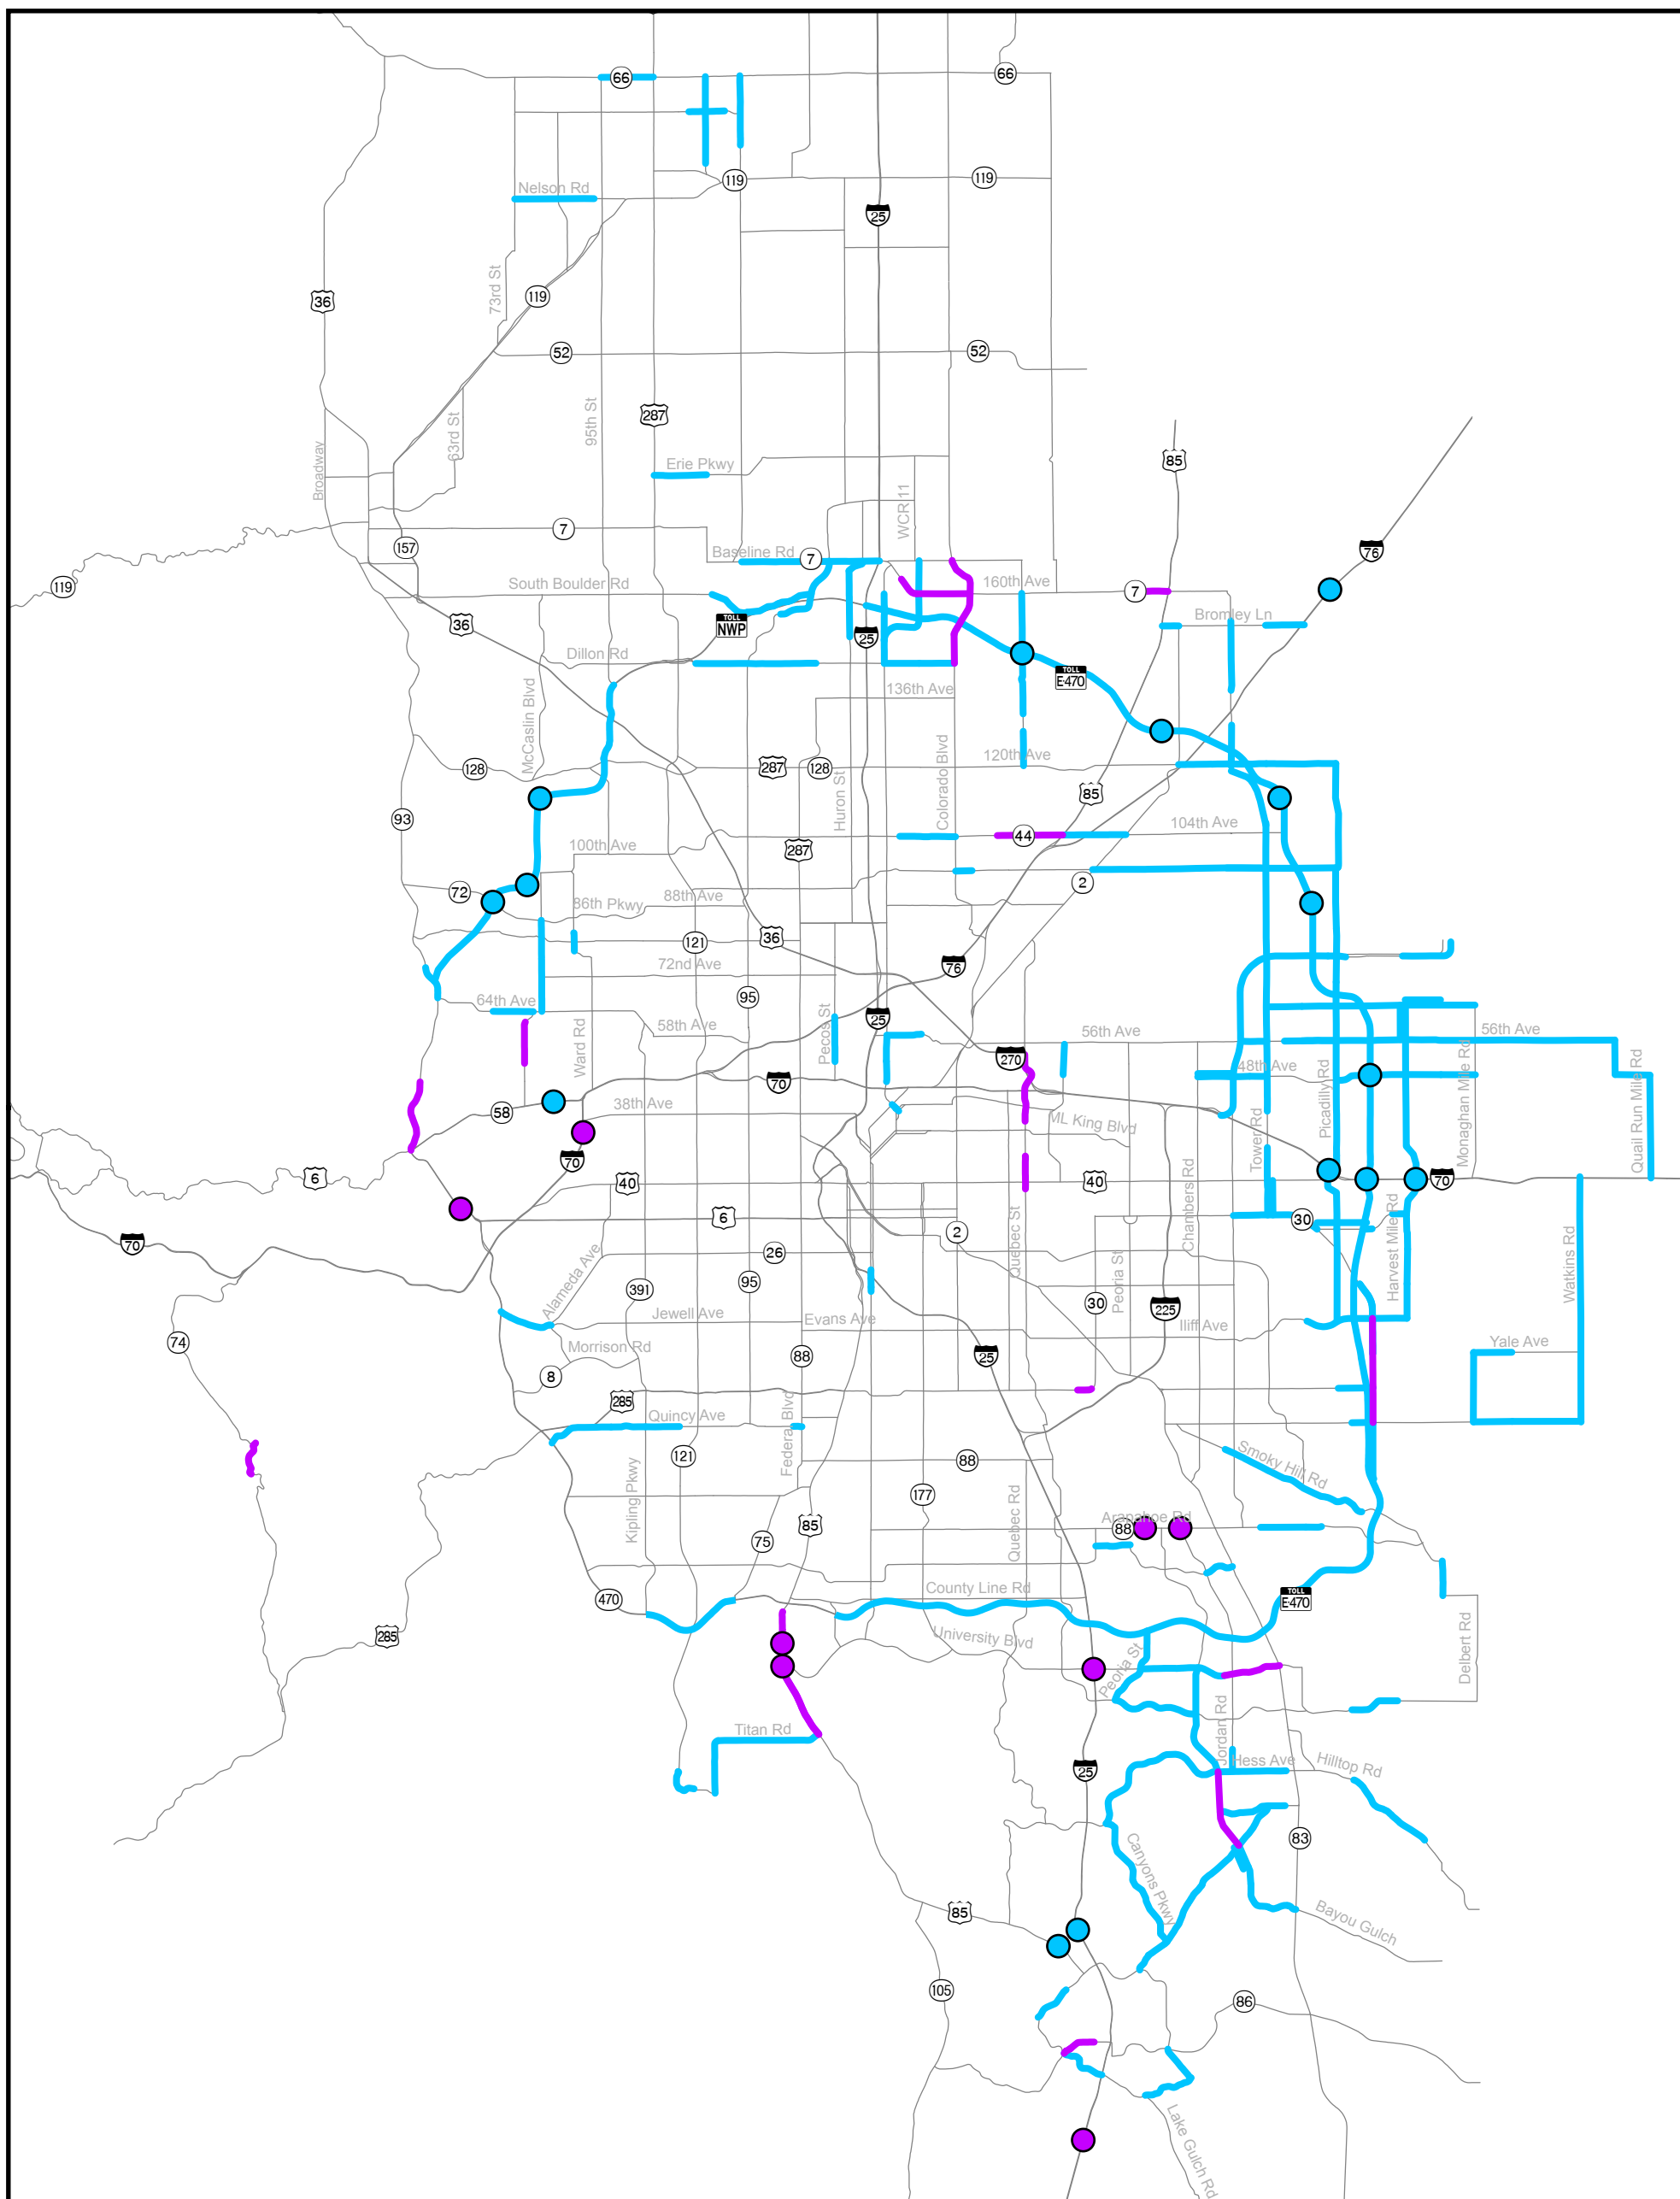 66
66
119
119
Nelson Rd
25
36
73rd St
119
52
52
95th St
287
63rd St
Broadway
Erie Pkwy
85
WCR 11
7
157
Baseline Rd
7
76
119
South Boulder Rd
160th Ave
7
36
TOLL
NWP
Bromley Ln
25
Dillon Rd
TOLL
E-470
136th Ave
McCaslin Blvd
128
287
128
120th Ave
Huron St
Colorado Blvd
85
93
44
104th Ave
100th Ave
287
72
2
86th Pkwy
88th Ave
121
36
72nd Ave
76
64th Ave
95
58th Ave
Pecos St
25
56th Ave
56th Ave
Ward Rd
270
48th Ave
Picadilly Rd
Monaghan Mile Rd
Quail Run Mile Rd
70
58
38th Ave
ML King Blvd
Tower Rd
70
6
40
40
Chambers Rd
70
6
30
70
2
Quebec St
26
Peoria St
Harvest Mile Rd
Watkins Rd
Alameda Ave
391
95
30
225
Jewell Ave
Evans Ave
Iliff Ave
74
Morrison Rd
88
25
Yale Ave
8
285
Quincy Ave
Federal Blvd
121
88
Smoky Hill Rd
Kipling Pkwy
177
Quebec Rd
85
88
Arapahoe Rd
75
470
County Line Rd
TOLL
E-470
285
University Blvd
Peoria St
Delbert Rd
Titan Rd
Jordan Rd
25
Hess Ave
Hilltop Rd
83
Canyons Pkwy
85
Bayou Gulch
105
86
Lake Gulch Rd